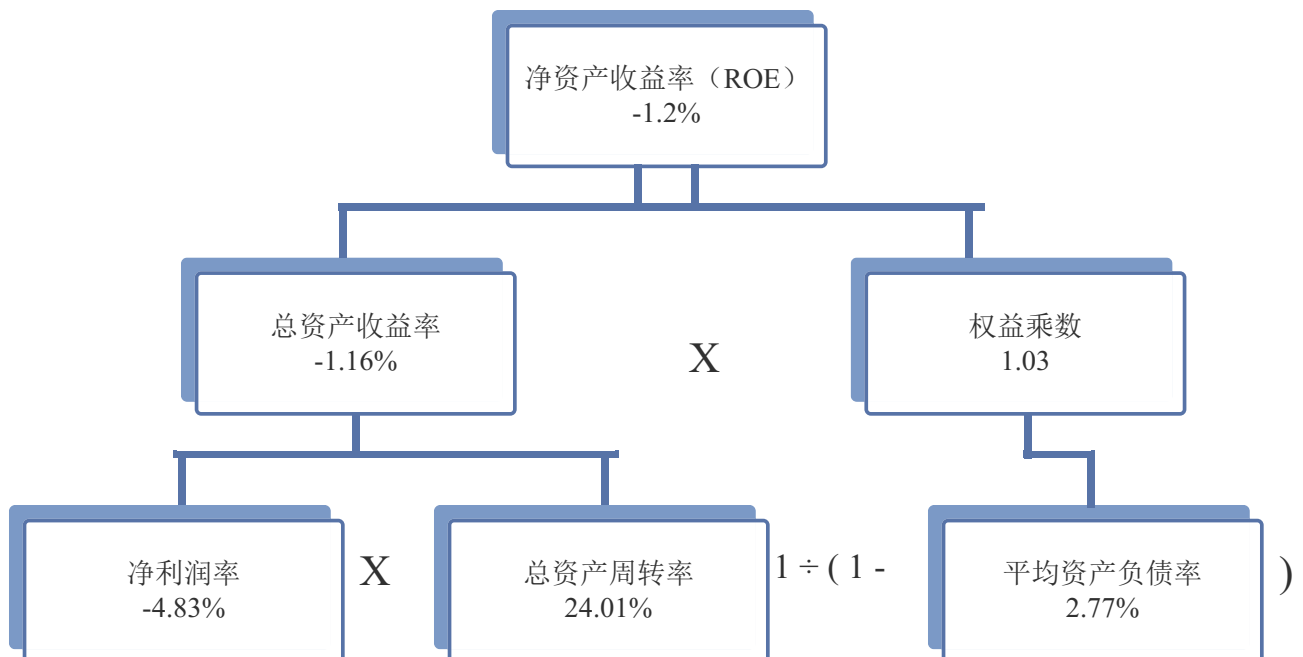 净资产收益率（ROE）
-1.2%
总资产收益率
-1.16%
X
权益乘数
1.03
净利润率
-4.83%
X
总资产周转率
24.01%
1 ÷ ( 1 -
平均资产负债率
2.77%
)